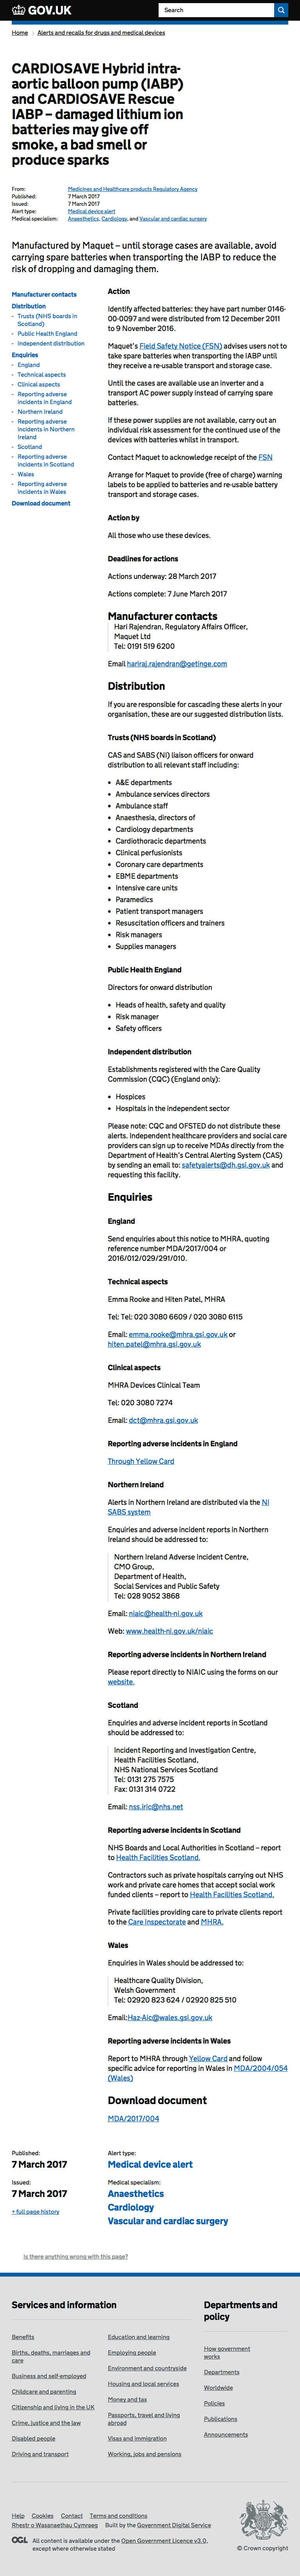 GOV.UK
Search
Home
Alerts and recalls for drugs and medical devices
CARDIOSAVE Hybrid intra-
aortic balloon pump (IABP)
and CARDIOSAVE Rescue
IABP – damaged lithium ion
batteries may give off
smoke, a bad smell or
produce sparks
From: Medicines and Healthcare products Regulatory Agency
Published: 7 March 2017
Issued: 7 March 2017
Alert type: Medical device alert
Medical specialism: Anaesthetics, Cardiology, and Vascular and cardiac surgery
Manufactured by Maquet – until storage cases are available, avoid
carrying spare batteries when transporting the IABP to reduce the
risk of dropping and damaging them.
Manufacturer contacts
Distribution
- Trusts (NHS boards in
Scotland)
- Public Health England
- Independent distribution
Enquiries
- England
- Technical aspects
- Clinical aspects
- Reporting adverse
incidents in England
- Northern Ireland
- Reporting adverse
incidents in Northern
Ireland
- Scotland
- Reporting adverse
incidents in Scotland
- Wales
- Reporting adverse
incidents in Wales
Download document
Action
Identify affected batteries: they have part number 0146-
00-0097 and were distributed from 12 December 2011
to 9 November 2016.
Maquet's Field Safety Notice (FSN) advises users not to
take spare batteries when transporting the IABP until
they receive a re-usable transport or storage case.
Until the cases are available use an inverter and a
transport AC power supply instead of carrying spare
batteries.
If these power supplies are not available, carry out an
individual risk assessment for the continued use of the
devices with batteries when in transport.
Contact Maquet to acknowledge receipt of the FSN
Arrange for Maquet to provide (free of charge) warning
labels to be applied to batteries and re-usable battery
transport and storage cases.
Action by
All those who use these devices.
Deadlines for actions
Actions underway: 28 March 2017
Actions complete: 7 June 2017
Manufacturer contacts
Hari Rajendran, Regulatory Affairs Officer,
Maquet Ltd
Tel: 0191 519 6200
Email hariraj.rajendran@getinge.com
Distribution
If you are responsible for cascading these alerts in your
organisation, these are our suggested distribution lists.
Trusts (NHS boards in Scotland)
CAS and SABS (NI) liaison officers for onward
distribution to all relevant staff including:
• A&E departments
• Ambulance services directors
• Ambulance staff
• Anaesthesia, directors of
• Cardiology departments
• Cardiothoracic departments
• Clinical perfusionists
• Coronary care departments
• EBME departments
• Intensive care units
• Paramedics
• Patient transport managers
• Resuscitation officers and trainers
• Risk managers
• Supplies managers
Public Health England
Directors for onward distribution
• Heads of health, safety and quality
• Risk manager
• Safety officers
Independent distribution
Establishments registered with the Care Quality
Commission (CQC) (England only):
• Hospices
• Hospitals in the independent sector
Please note: CQC and OFSTED do not distribute these
alerts. Independent healthcare providers and social care
providers can sign up to receive MDAs directly from the
Department of Health's Central Alerting System (CAS)
by sending an email to: safetyalerts@dh.gsi.gov.uk and
requesting this facility.
Enquiries
England
Send enquiries about this notice to MHRA, quoting
reference number MDA/2017/004 or
2016/012/029/291/010.
Technical aspects
Emma Rooke and Hiten Patel, MHRA
Tel: Tel: 020 3080 6609 / 020 3080 6115
Email: emma.rooke@mhra.gsi.gov.uk or
hiten.patel@mhra.gsi.gov.uk
Clinical aspects
MHRA Devices Clinical Team
Tel: 020 3080 7274
Email: dct@mhra.gsi.gov.uk
Reporting adverse incidents in England
Through Yellow Card
Northern Ireland
Alerts in Northern Ireland are distributed via the NI
SABS system
Enquiries and adverse incident reports in Northern
Ireland should be addressed to:
Northern Ireland Adverse Incident Centre,
CMO Group,
Department of Health,
Social Services and Public Safety
Tel: 028 9052 3868
Email: niaic@health-ni.gov.uk
Web: www.health-ni.gov.uk/niaic
Reporting adverse incidents in Northern Ireland
Please report directly to NIAIC using the forms on our
website.
Scotland
Enquiries and adverse incident reports in Scotland
should be addressed to:
Incident Reporting and Investigation Centre,
Health Facilities Scotland,
NHS National Services Scotland
Tel: 0131 275 7575
Fax: 0131 314 0722
Email: nss.iric@nhs.net
Reporting adverse incidents in Scotland
NHS Boards and Local Authorities in Scotland – report
to Health Facilities Scotland.
Contractors such as private hospitals carrying out NHS
work and private care homes that accept social work
funded clients – report to Health Facilities Scotland.
Private facilities providing care to private clients report
to the Care Inspectorate and MHRA.
Wales
Enquiries in Wales should be addressed to:
Healthcare Quality Division,
Welsh Government
Tel: 02920 823 624 / 02920 825 510
Email:Haz-Aic@wales.gsi.gov.uk
Reporting adverse incidents in Wales
Report to MHRA through Yellow Card and follow
specific advice for reporting in Wales in MDA/2004/054
(Wales)
Download document
MDA/2017/004
Published:
7 March 2017
Issued:
7 March 2017
+ full page history
Alert type:
Medical device alert
Medical specialism:
Anaesthetics
Cardiology
Vascular and cardiac surgery
Is there anything wrong with this page?
Services and information
Benefits
Births, deaths, marriages and
care
Business and self-employed
Childcare and parenting
Citizenship and living in the UK
Crime, justice and the law
Disabled people
Driving and transport
Education and learning
Employing people
Environment and countryside
Housing and local services
Money and tax
Passports, travel and living
abroad
Visas and immigration
Working, jobs and pensions
Departments and
policy
How government
works
Departments
Worldwide
Policies
Publications
Announcements
Help Cookies Contact Terms and conditions
Rhestr o Wasanaethau Cymraeg Built by the Government Digital Service
OGL All content is available under the Open Government Licence v3.0,
except where otherwise stated
© Crown copyright